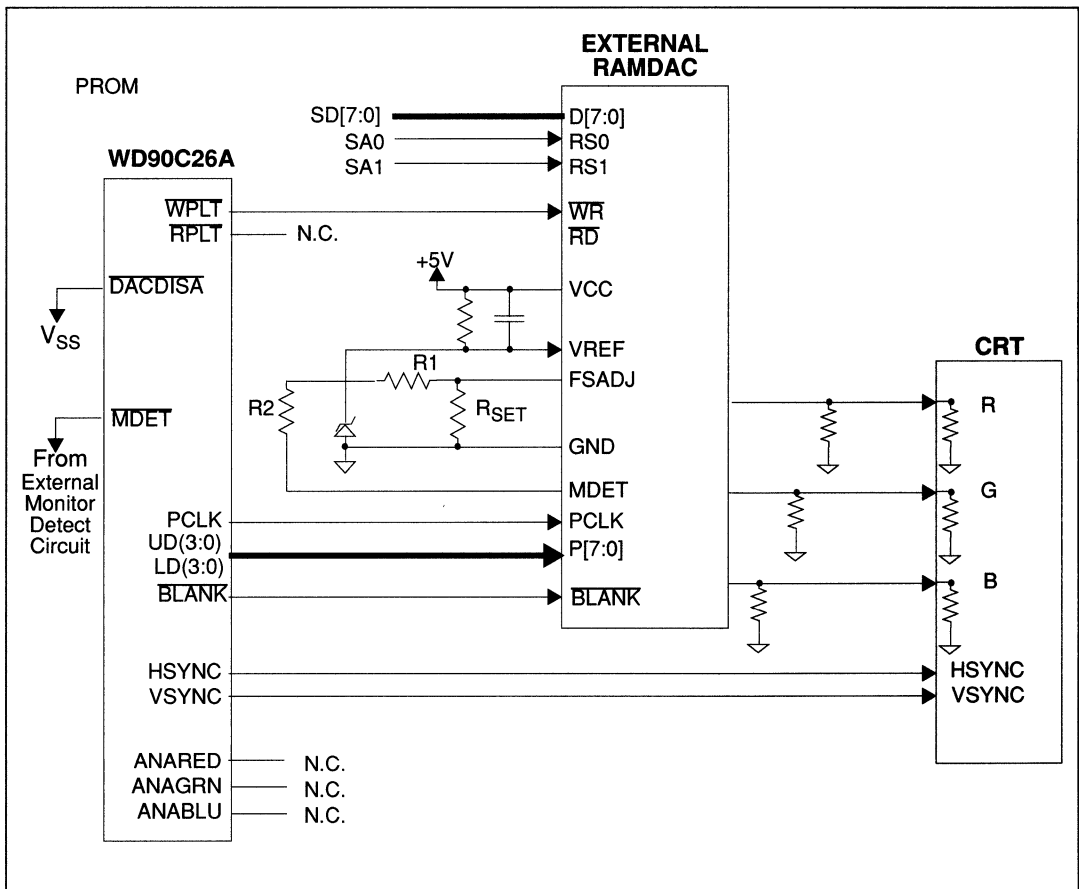 EXTERNAL
RAMDAC
PROM
SD[7:0]
D[7:0]
SA0
RS0
SA1
RS1
WD90C26A
WPLT
WR
RPLT
N.C.
RD
+5V
DACDISA
VCC
VSS
VREF
CRT
R1
FSADJ
R2
RSET
R
MDET
GND
From
External
Monitor
Detect
Circuit
MDET
G
PCLK
PCLK
UD(3:0)
P[7:0]
LD(3:0)
BLANK
BLANK
B
HSYNC
HSYNC
VSYNC
VSYNC
ANARED
N.C.
ANAGRN
N.C.
ANABLU
N.C.